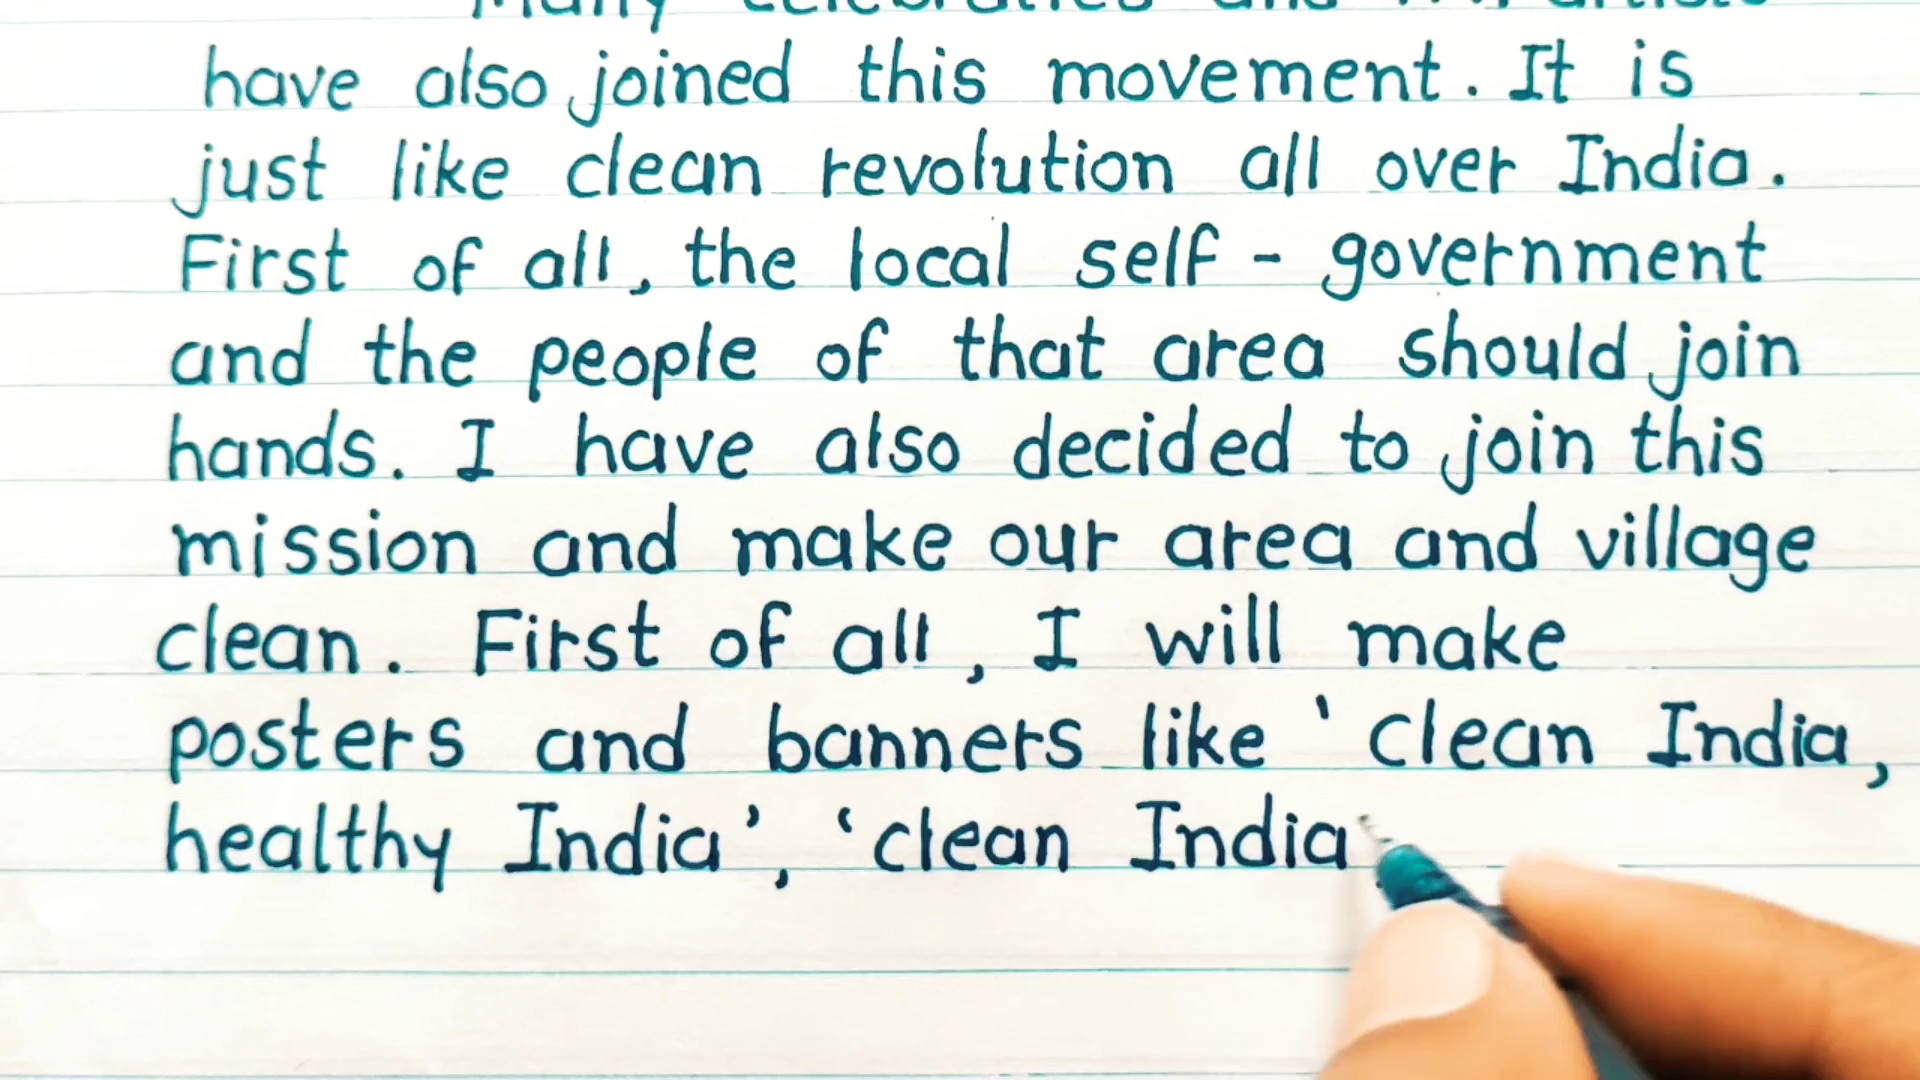 Many celebraties and
have also joined this movement. It is
just like clean revolution all over India.
First of all, the local self - government
and the people of that area should join
hands. I have also decided to join this
mission and make our area and village
clean. First of all, I will make
posters and banners like ‘clean India,
healthy India’, ‘clean India